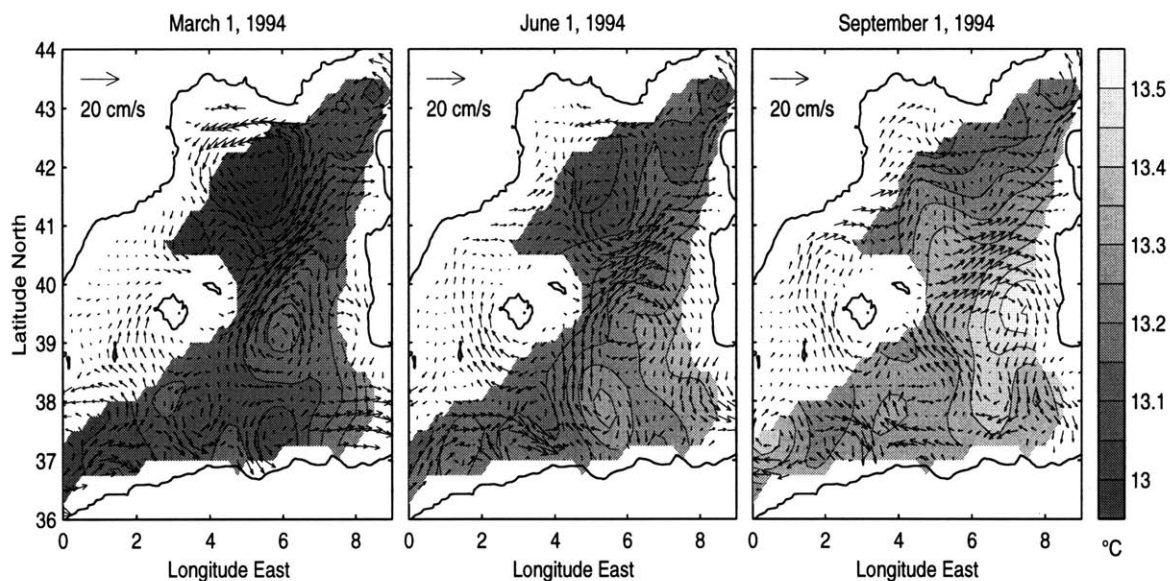 March 1, 1994
June 1, 1994
September 1, 1994
44
43
42
41
40
39
38
37
36
Latitude North
20 cm/s
20 cm/s
20 cm/s
0 2 4 6 8
0 2 4 6 8
0 2 4 6 8
Longitude East
Longitude East
Longitude East
13.5
13.4
13.3
13.2
13.1
13
°C